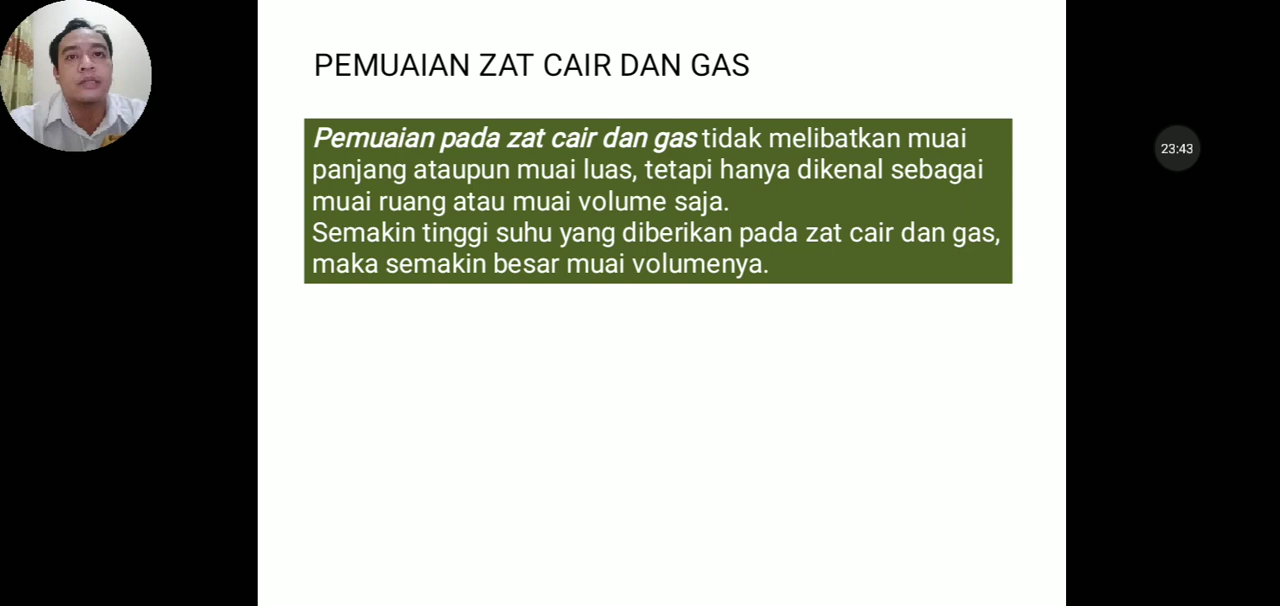 PEMUAIAN ZAT CAIR DAN GAS
Pemuaian pada zat cair dan gas tidak melibatkan muai
panjang ataupun muai luas, tetapi hanya dikenal sebagai
muai ruang atau muai volume saja.
Semakin tinggi suhu yang diberikan pada zat cair dan gas,
maka semakin besar muai volumenya.
23:43